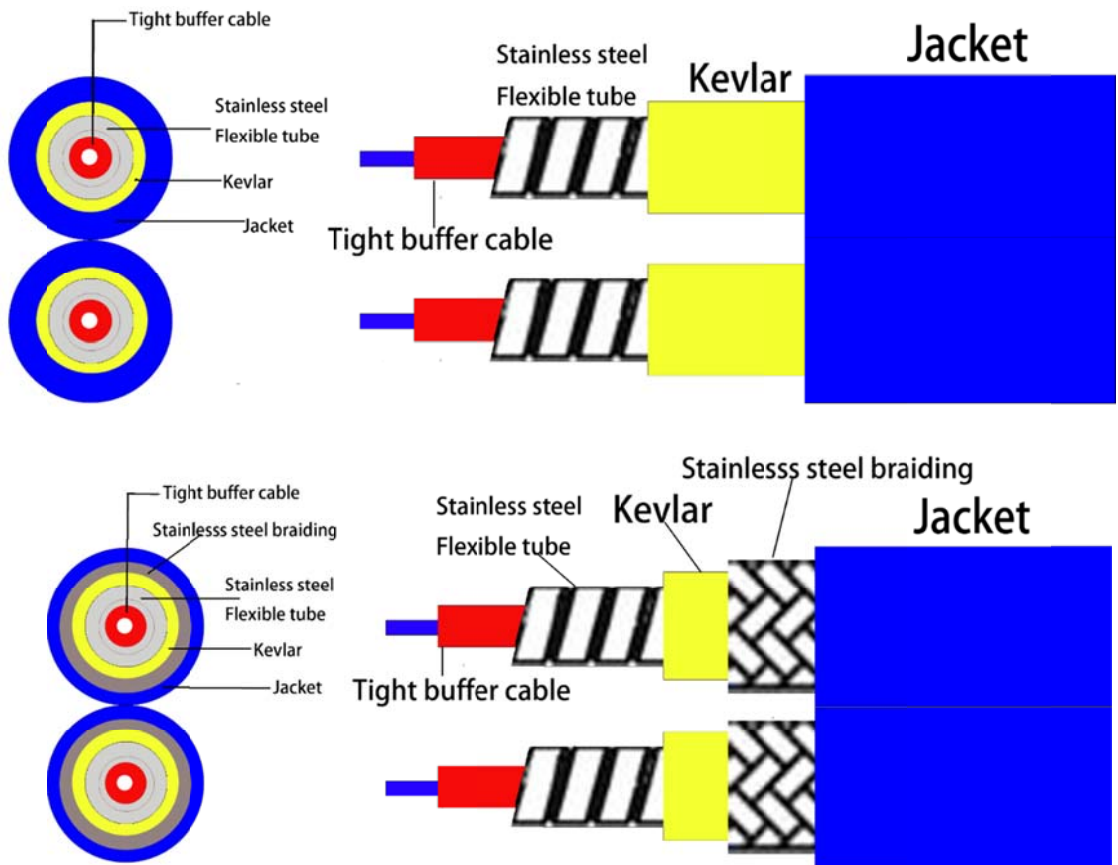 Tight buffer cable
Stainless steel
Flexible tube
Kevlar
Jacket
Stainless steel
Flexible tube
Kevlar
Jacket
Tight buffer cable
Tight buffer cable
Stainlesss steel braiding
Stainless steel
Flexible tube
Kevlar
Jacket
Stainlesss steel braiding
Stainless steel
Flexible tube
Kevlar
Jacket
Tight buffer cable